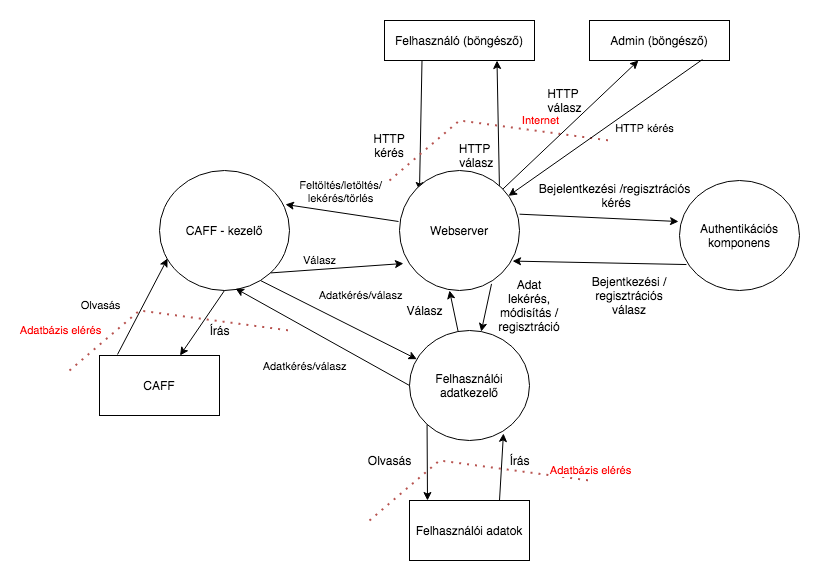 Felhasználó (böngésző)
Admin (böngésző)
HTTP
válasz
Internet
HTTP kérés
HTTP
kérés
HTTP
válasz
Feltöltés/letöltés/
lekérés/törlés
Bejelentkezési /regisztrációs
kérés
CAFF - kezelő
Webserver
Authentikációs
komponens
Válasz
Adatkérés/válasz
Válasz
Adat
lekérés,
módisítás /
regisztráció
Bejentkezési /
regisztrációs
válasz
Olvasás
Adatbázis elérés
Írás
Adatkérés/válasz
CAFF
Felhasználói
adatkezelő
Olvasás
Írás
Adatbázis elérés
Felhasználói adatok